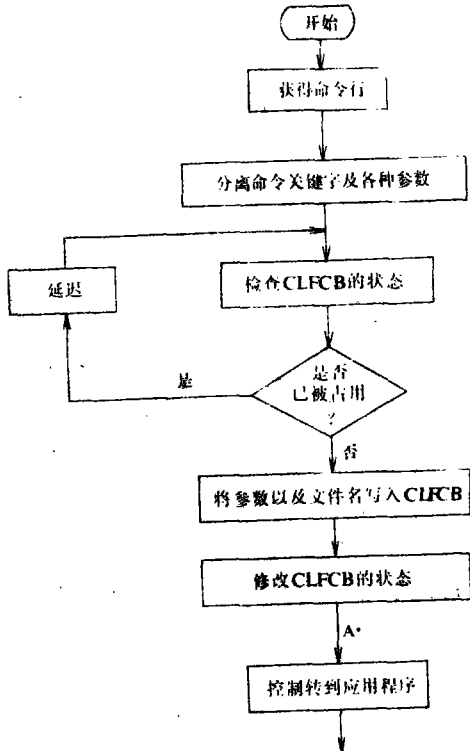 开始
获得命令行
分离命令关键字及各种参数
延迟
检查CLFCB的状态
是
是否
已被占用
?
否
将参数以及文件名写入CLFCB
修改CLFCB的状态
A·
控制转到应用程序